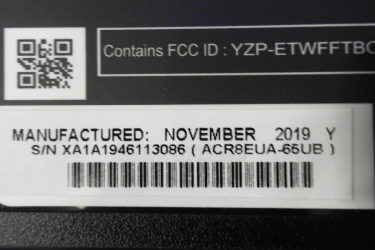 Contains FCC ID : YZP-ETWFFTBC
MANUFACTURED: NOVEMBER 2019 Y
S/N XA1A1946113086 ( ACR8EUA-65UB )